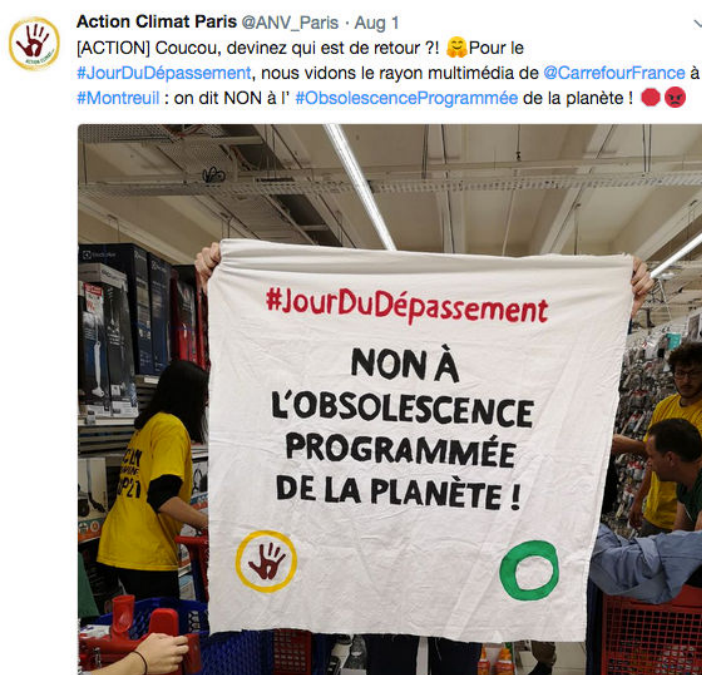 Action Climat Paris @ANV_Paris · Aug 1
[ACTION] Coucou, devinez qui est de retour ?! 🤗 Pour le
#JourDuDépassement, nous vidons le rayon multimédia de @CarrefourFrance à
#Montreuil : on dit NON à l' #ObsolescenceProgrammée de la planète ! 🛑😡
#JourDuDépassement
NON À
L'OBSOLESCENCE
PROGRAMMÉE
DE LA PLANÈTE !